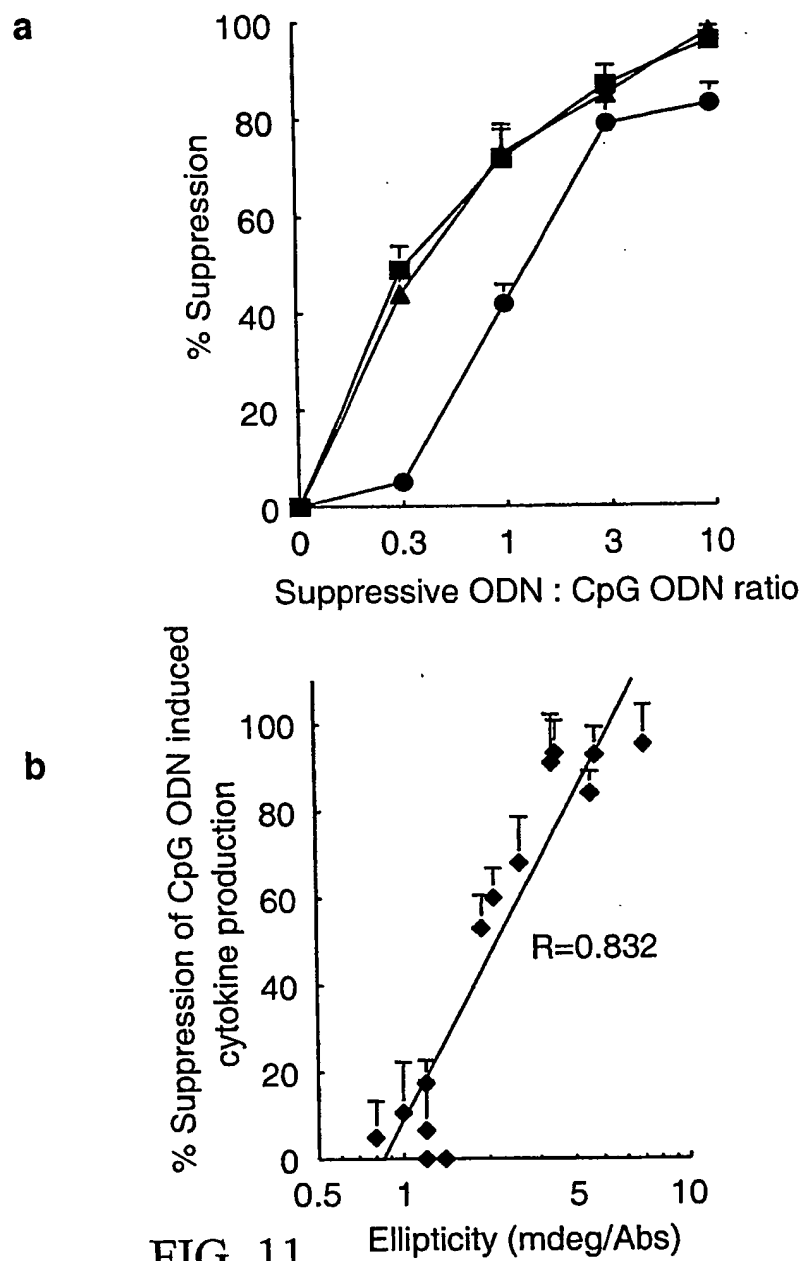 a
100
80
60
40
20
0
% Suppression
0 0.3 1 3 10
Suppressive ODN : CpG ODN ratio
b
% Suppression of CpG ODN induced
cytokine production
100
80
60
40
20
0
R=0.832
0.5 1 5 10
Ellipticity (mdeg/Abs)
FIG. 11